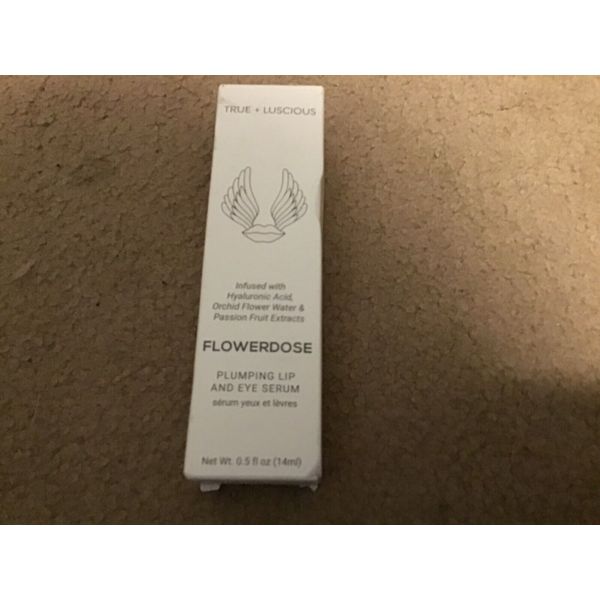 TRUE + LUSCIOUS
Infused with
Hyaluronic Acid,
Orchid Flower Water &
Passion Fruit Extracts
FLOWERDOSE
PLUMPING LIP
AND EYE SERUM
sérum yeux et lèvres
Net Wt. 0.5 fl oz (14ml)